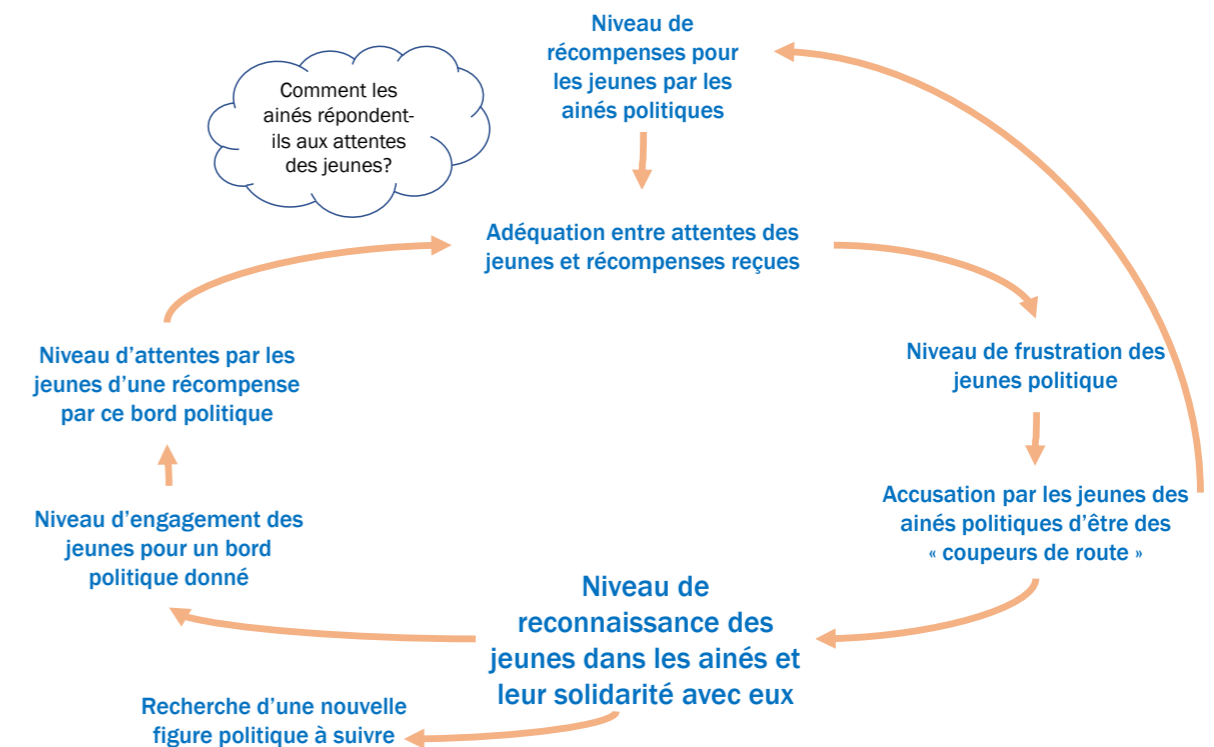 Niveau de
récompenses pour
les jeunes par les
ainés politiques
Comment les
ainés répondent-
ils aux attentes
des jeunes?
Adéquation entre attentes des
jeunes et récompenses reçues
Niveau de frustration des
jeunes politique
Accusation par les jeunes des
ainés politiques d'être des
« coupeurs de route »
Niveau de
reconnaissance des
jeunes dans les ainés et
leur solidarité avec eux
Recherche d'une nouvelle
figure politique à suivre
Niveau d'engagement des
jeunes pour un bord
politique donné
Niveau d'attentes par les
jeunes d'une récompense
par ce bord politique